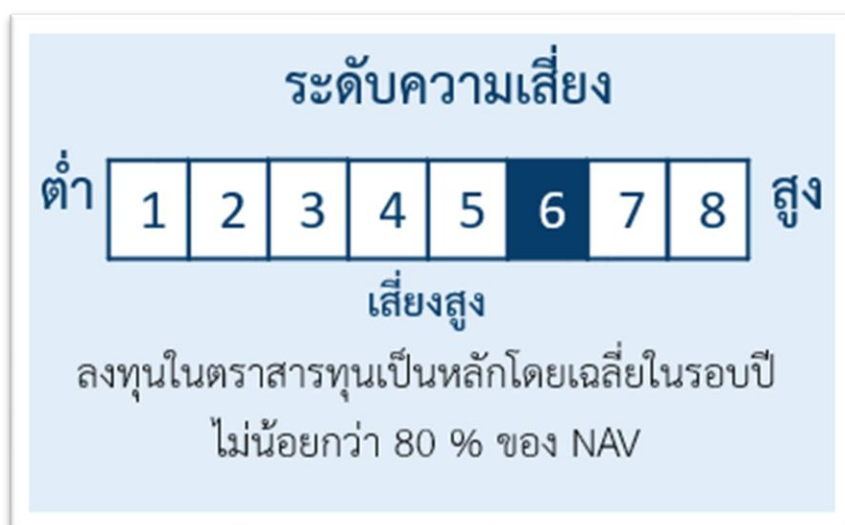 ระดับความเสี่ยง
ต่ำ 1 2 3 4 5 6 7 8 สูง
เสี่ยงสูง
ลงทุนในตราสารทุนเป็นหลักโดยเฉลี่ยในรอบปี
ไม่น้อยกว่า 80 % ของ NAV